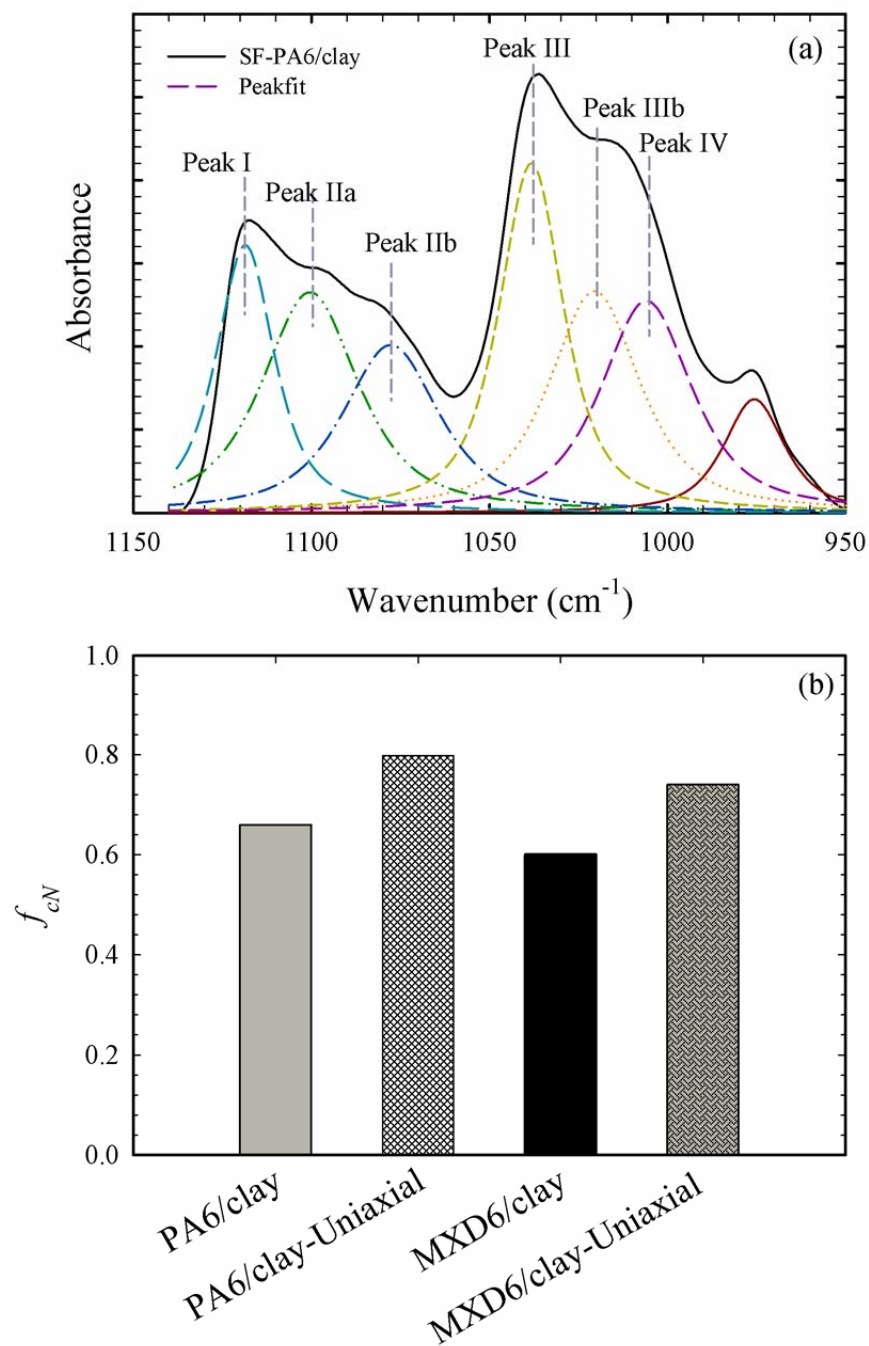 (a)
SF-PA6/clay
Peakfit
Peak I
Peak IIa
Peak IIb
Peak III
Peak IIIb
Peak IV
Absorbance
1150 1100 1050 1000 950
Wavenumber (cm⁻¹)
(b)
1.0
0.8
0.6
0.4
0.2
0.0
f_cN
PA6/clay
PA6/clay-Uniaxial
MXD6/clay
MXD6/clay-Uniaxial